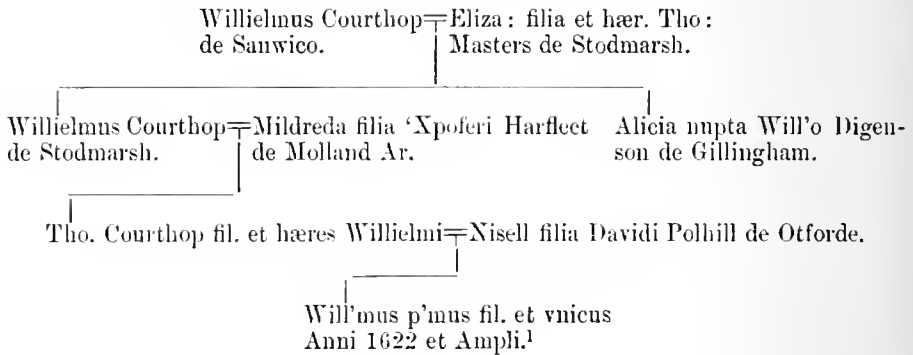 Willielmus Courthop=Eliza: filia et hær. Tho:
de Sanwico. Masters de Stodmarsh.
Willielmus Courthop=Mildreda filia ‘Xpoferi Harfleet
de Stodmarsh. de Molland Ar.
Alicia nupta Will'o Digen-
son de Gillingham.
Tho. Courthop fil. et hæres Willielmi=Nisell filia Davidi Polhill de Otforde.
Will'mus p'mus fil. et vnicus
Anni 1622 et Ampli.¹